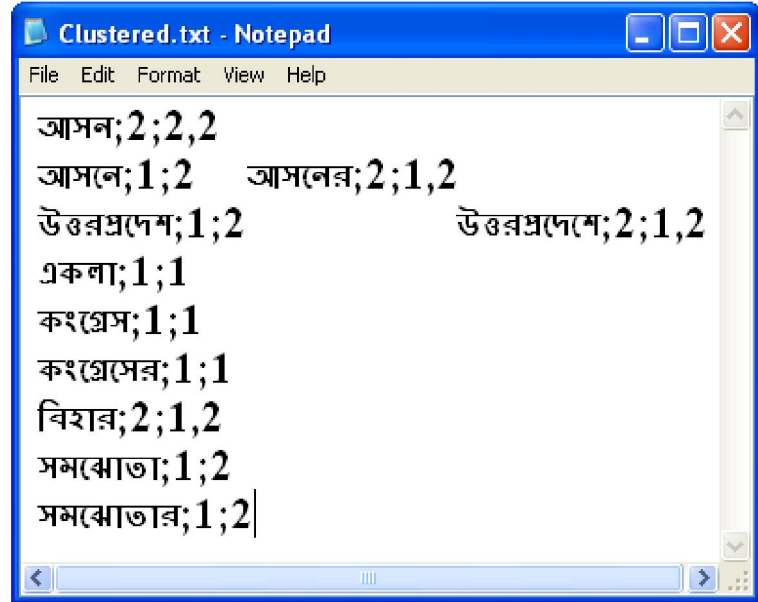 Clustered.txt - Notepad
File Edit Format View Help
আসন;2;2,2
আসনে;1;2 আসনের;2;1,2
উত্তরপ্রদেশ;1;2 উত্তরপ্রদেশে;2;1,2
একলা;1;1
কংগ্রেস;1;1
কংগ্রেসের;1;1
বিহার;2;1,2
সমঝোতা;1;2
সমঝোতার;1;2